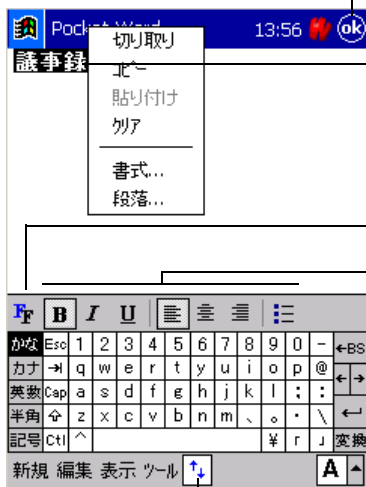 Pocket Word 13:56 ok
議事録
切り取り
コピー
貼り付け
クリア
書式...
段落...
FF B I U
かな Esc 1 2 3 4 5 6 7 8 9 0 - ←BS
カナ →| q w e r t y u i o p @ ← →
英数 Cap a s d f g h j k l ; :
半角 z x c v b n m 、 。 ・ \ ↵
記号 Ctl ^ ¥ ｢ ｣ 変換
新規 編集 表示 ツール A